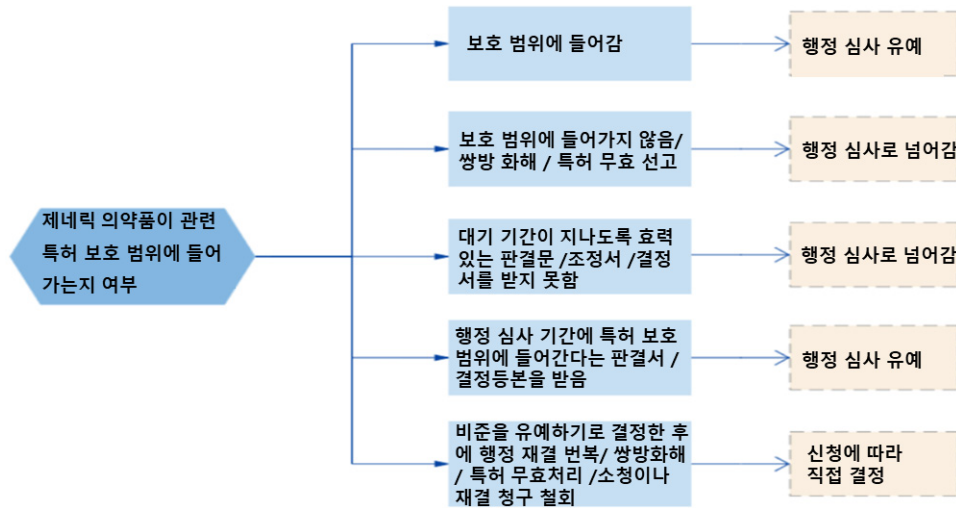 제네릭 의약품이 관련
특허 보호 범위에 들어
가는지 여부
보호 범위에 들어감
행정 심사 유예
보호 범위에 들어가지 않음/
쌍방 화해 / 특허 무효 선고
행정 심사로 넘어감
대기 기간이 지나도록 효력
있는 판결문 /조정서 /결정
서를 받지 못함
행정 심사로 넘어감
행정 심사 기간에 특허 보호
범위에 들어간다는 판결서 /
결정등본을 받음
행정 심사 유예
비준을 유예하기로 결정한 후
에 행정 재결 번복/ 쌍방화해
/ 특허 무효처리 /소청이나
재결 청구 철회
신청에 따라
직접 결정